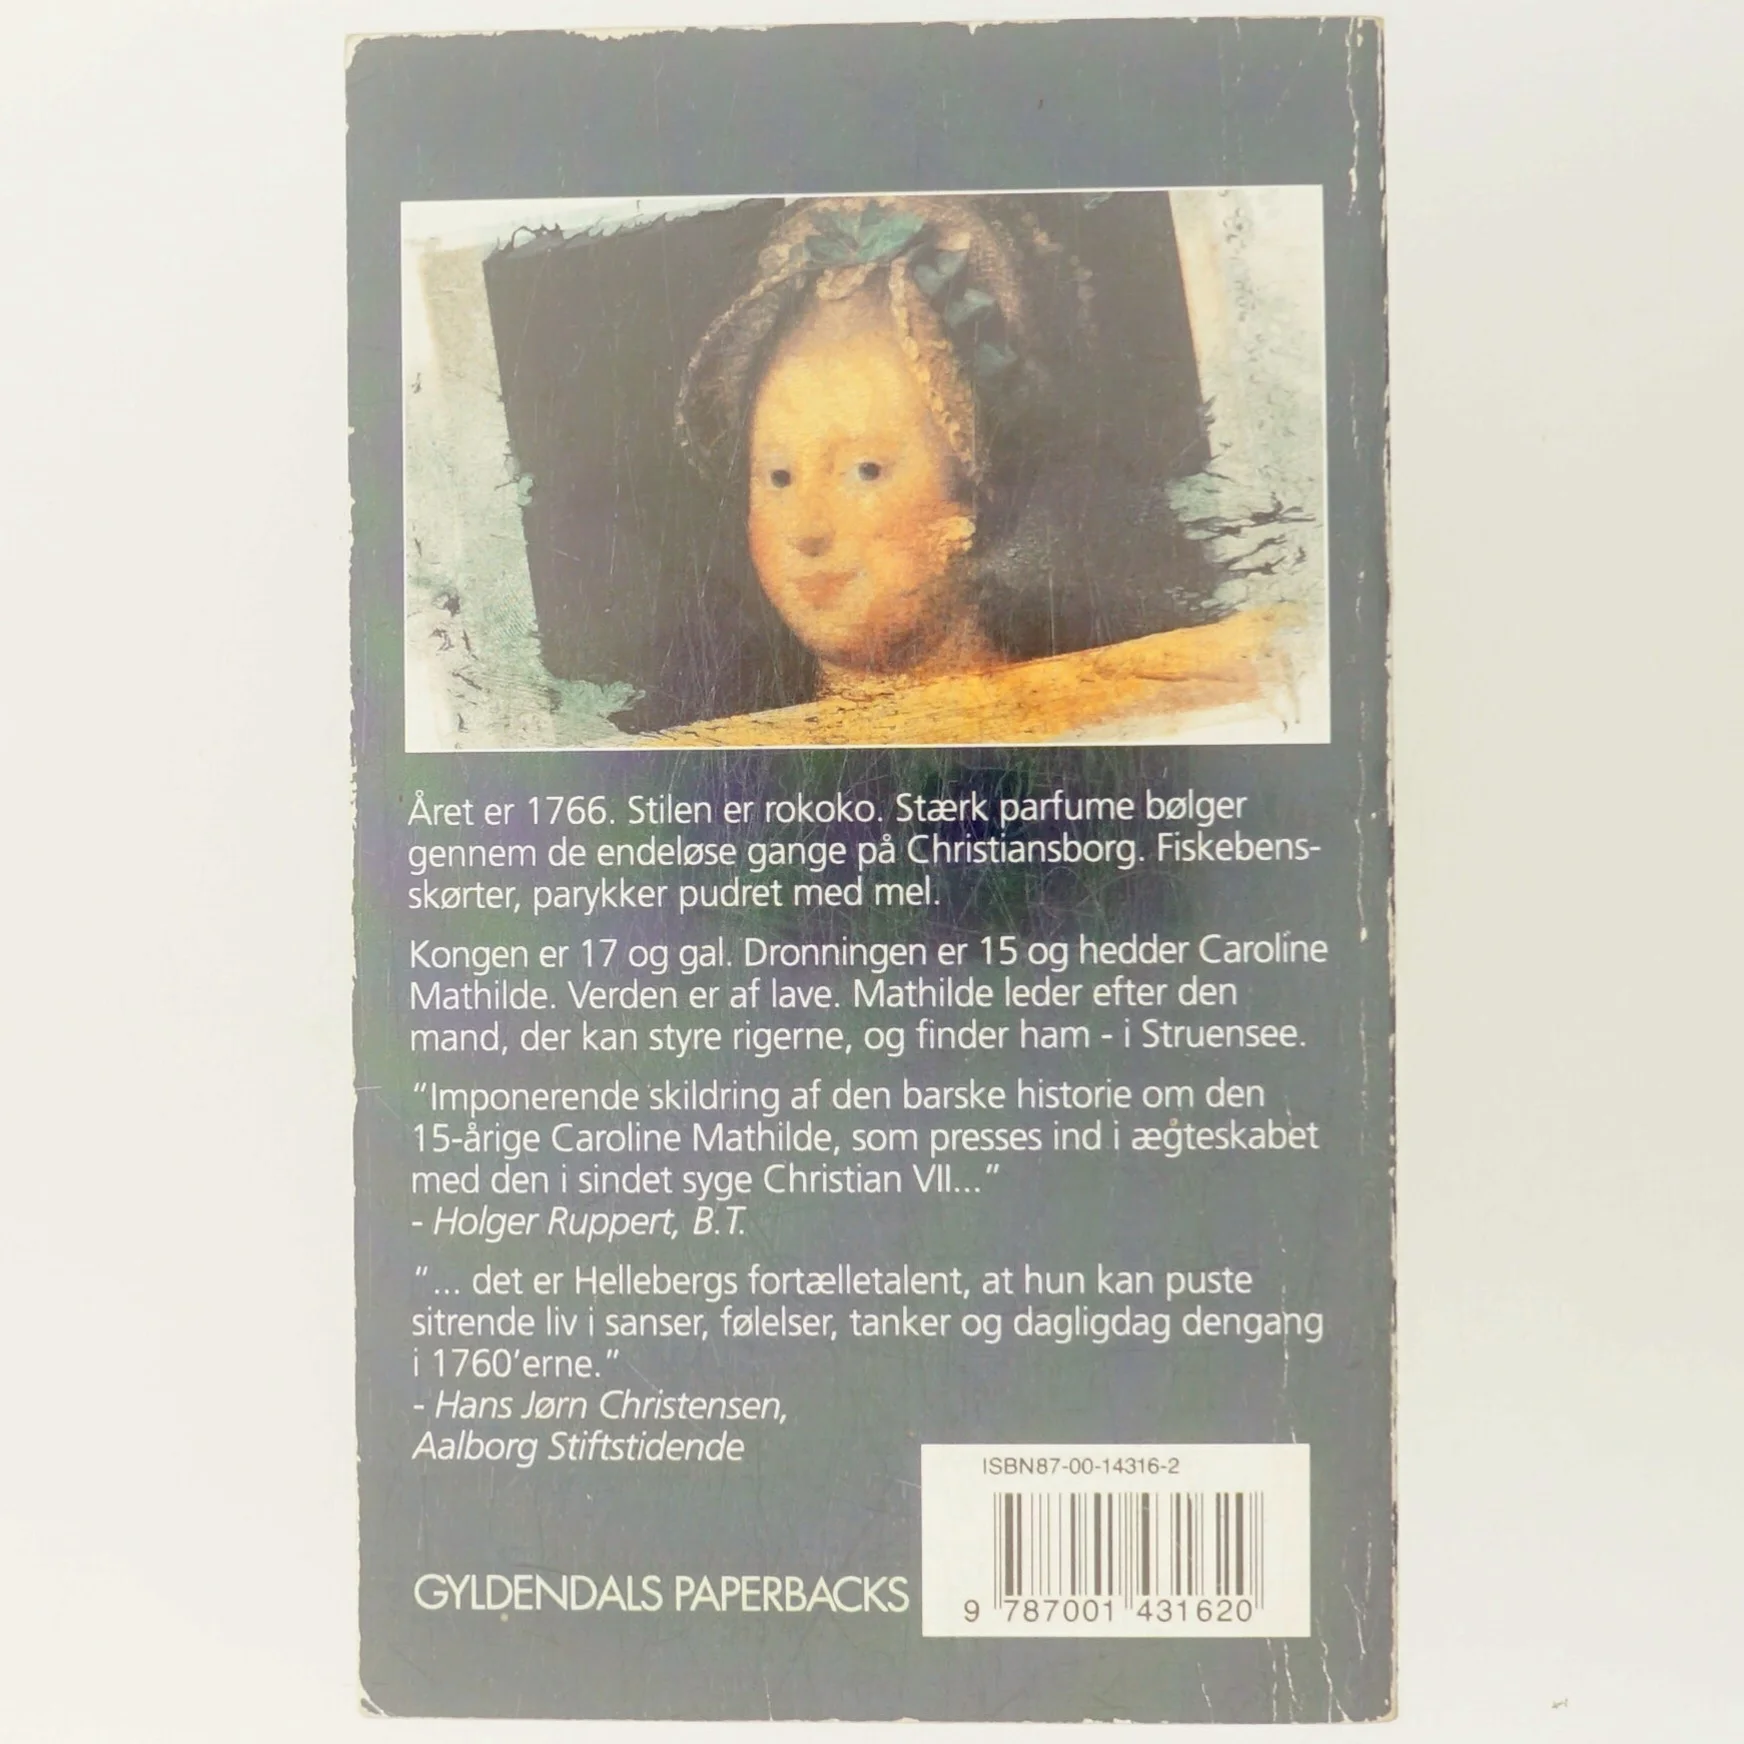 Året er 1766. Stilen er rokoko. Stærk parfume bølger
gennem de endeløse gange på Christiansborg. Fiskebens-
skørter, parykker pudret med mel.
Kongen er 17 og gal. Dronningen er 15 og hedder Caroline
Mathilde. Verden er af lave. Mathilde leder efter den
mand, der kan styre rigerne, og finder ham - i Struensee.
"Imponerende skildring af den barske historie om den
15-årige Caroline Mathilde, som presses ind i ægteskabet
med den i sindet syge Christian VII..."
- Holger Ruppert, B.T.
"... det er Hellebergs fortælletalent, at hun kan puste
sitrende liv i sanser, følelser, tanker og dagligdag dengang
i 1760'erne."
- Hans Jørn Christensen,
Aalborg Stiftstidende
ISBN87-00-14316-2
9 787001 431620
GYLDENDALS PAPERBACKS